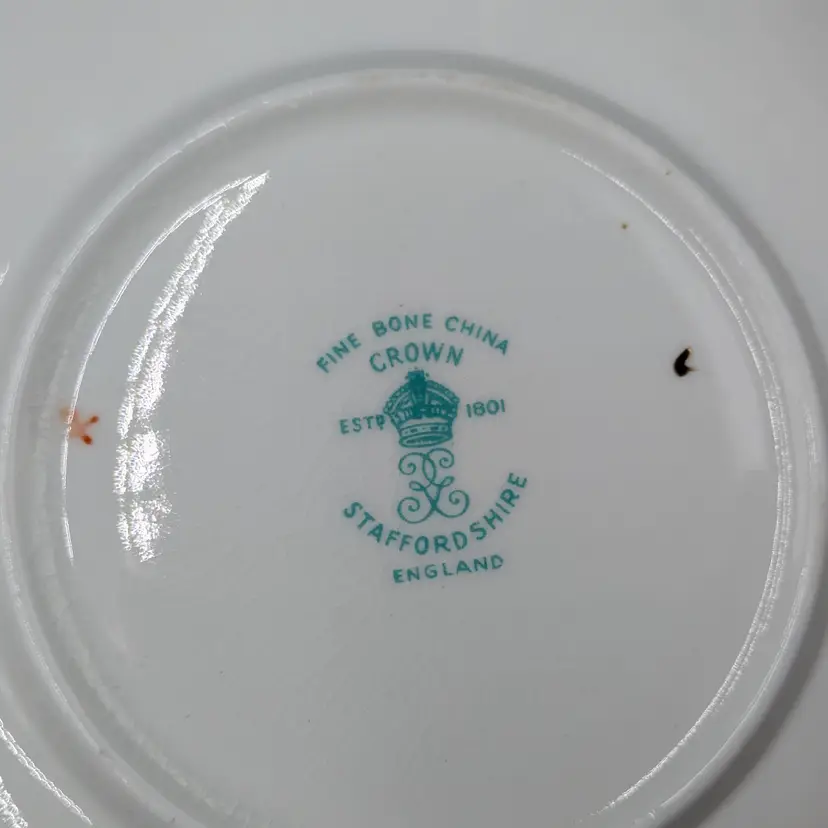 FINE BONE CHINA
CROWN
ESTD 1801
STAFFORDSHIRE
ENGLAND